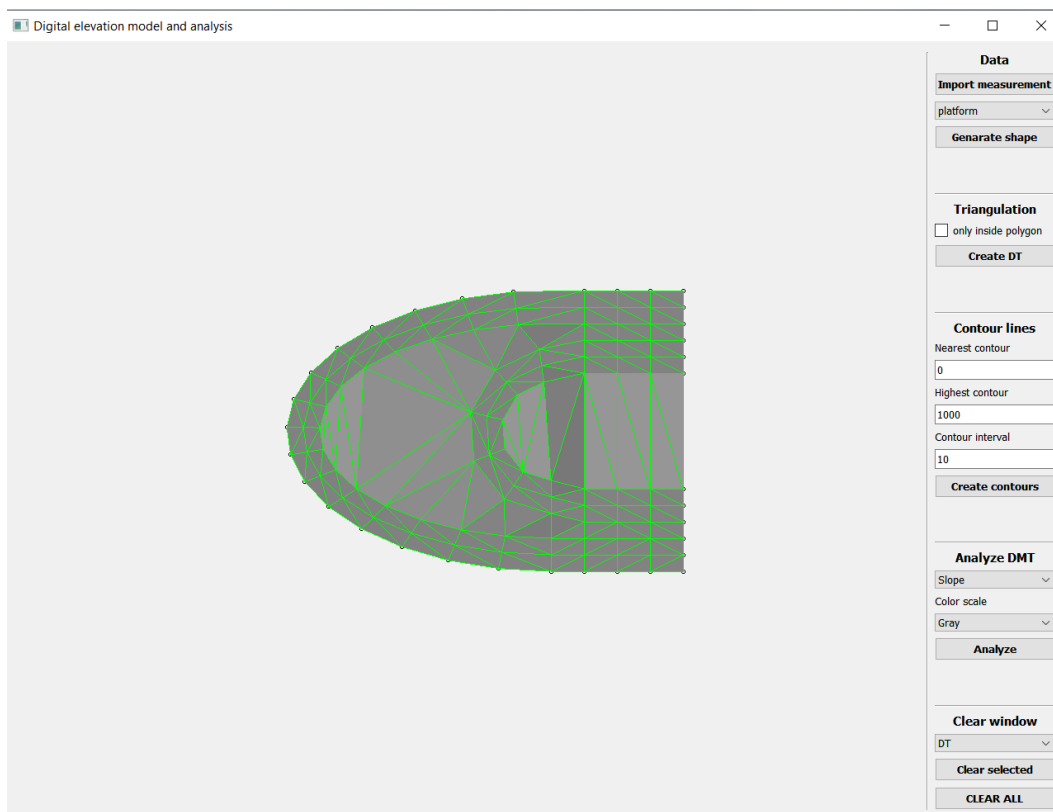 Digital elevation model and analysis
Data
Import measurement
platform
Genarate shape
Triangulation
only inside polygon
Create DT
Contour lines
Nearest contour
0
Highest contour
1000
Contour interval
10
Create contours
Analyze DMT
Slope
Color scale
Gray
Analyze
Clear window
DT
Clear selected
CLEAR ALL